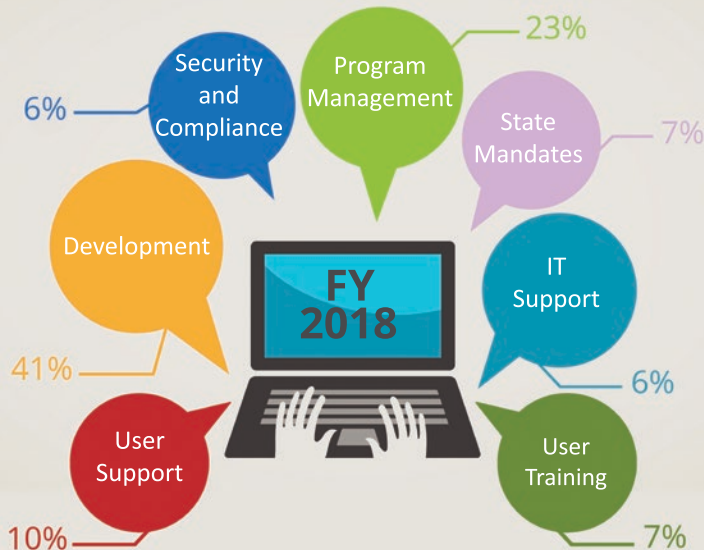 23%
Program
Management
Security
and
Compliance
6%
State
Mandates
7%
Development
41%
FY
2018
IT
Support
6%
User
Support
10%
User
Training
7%